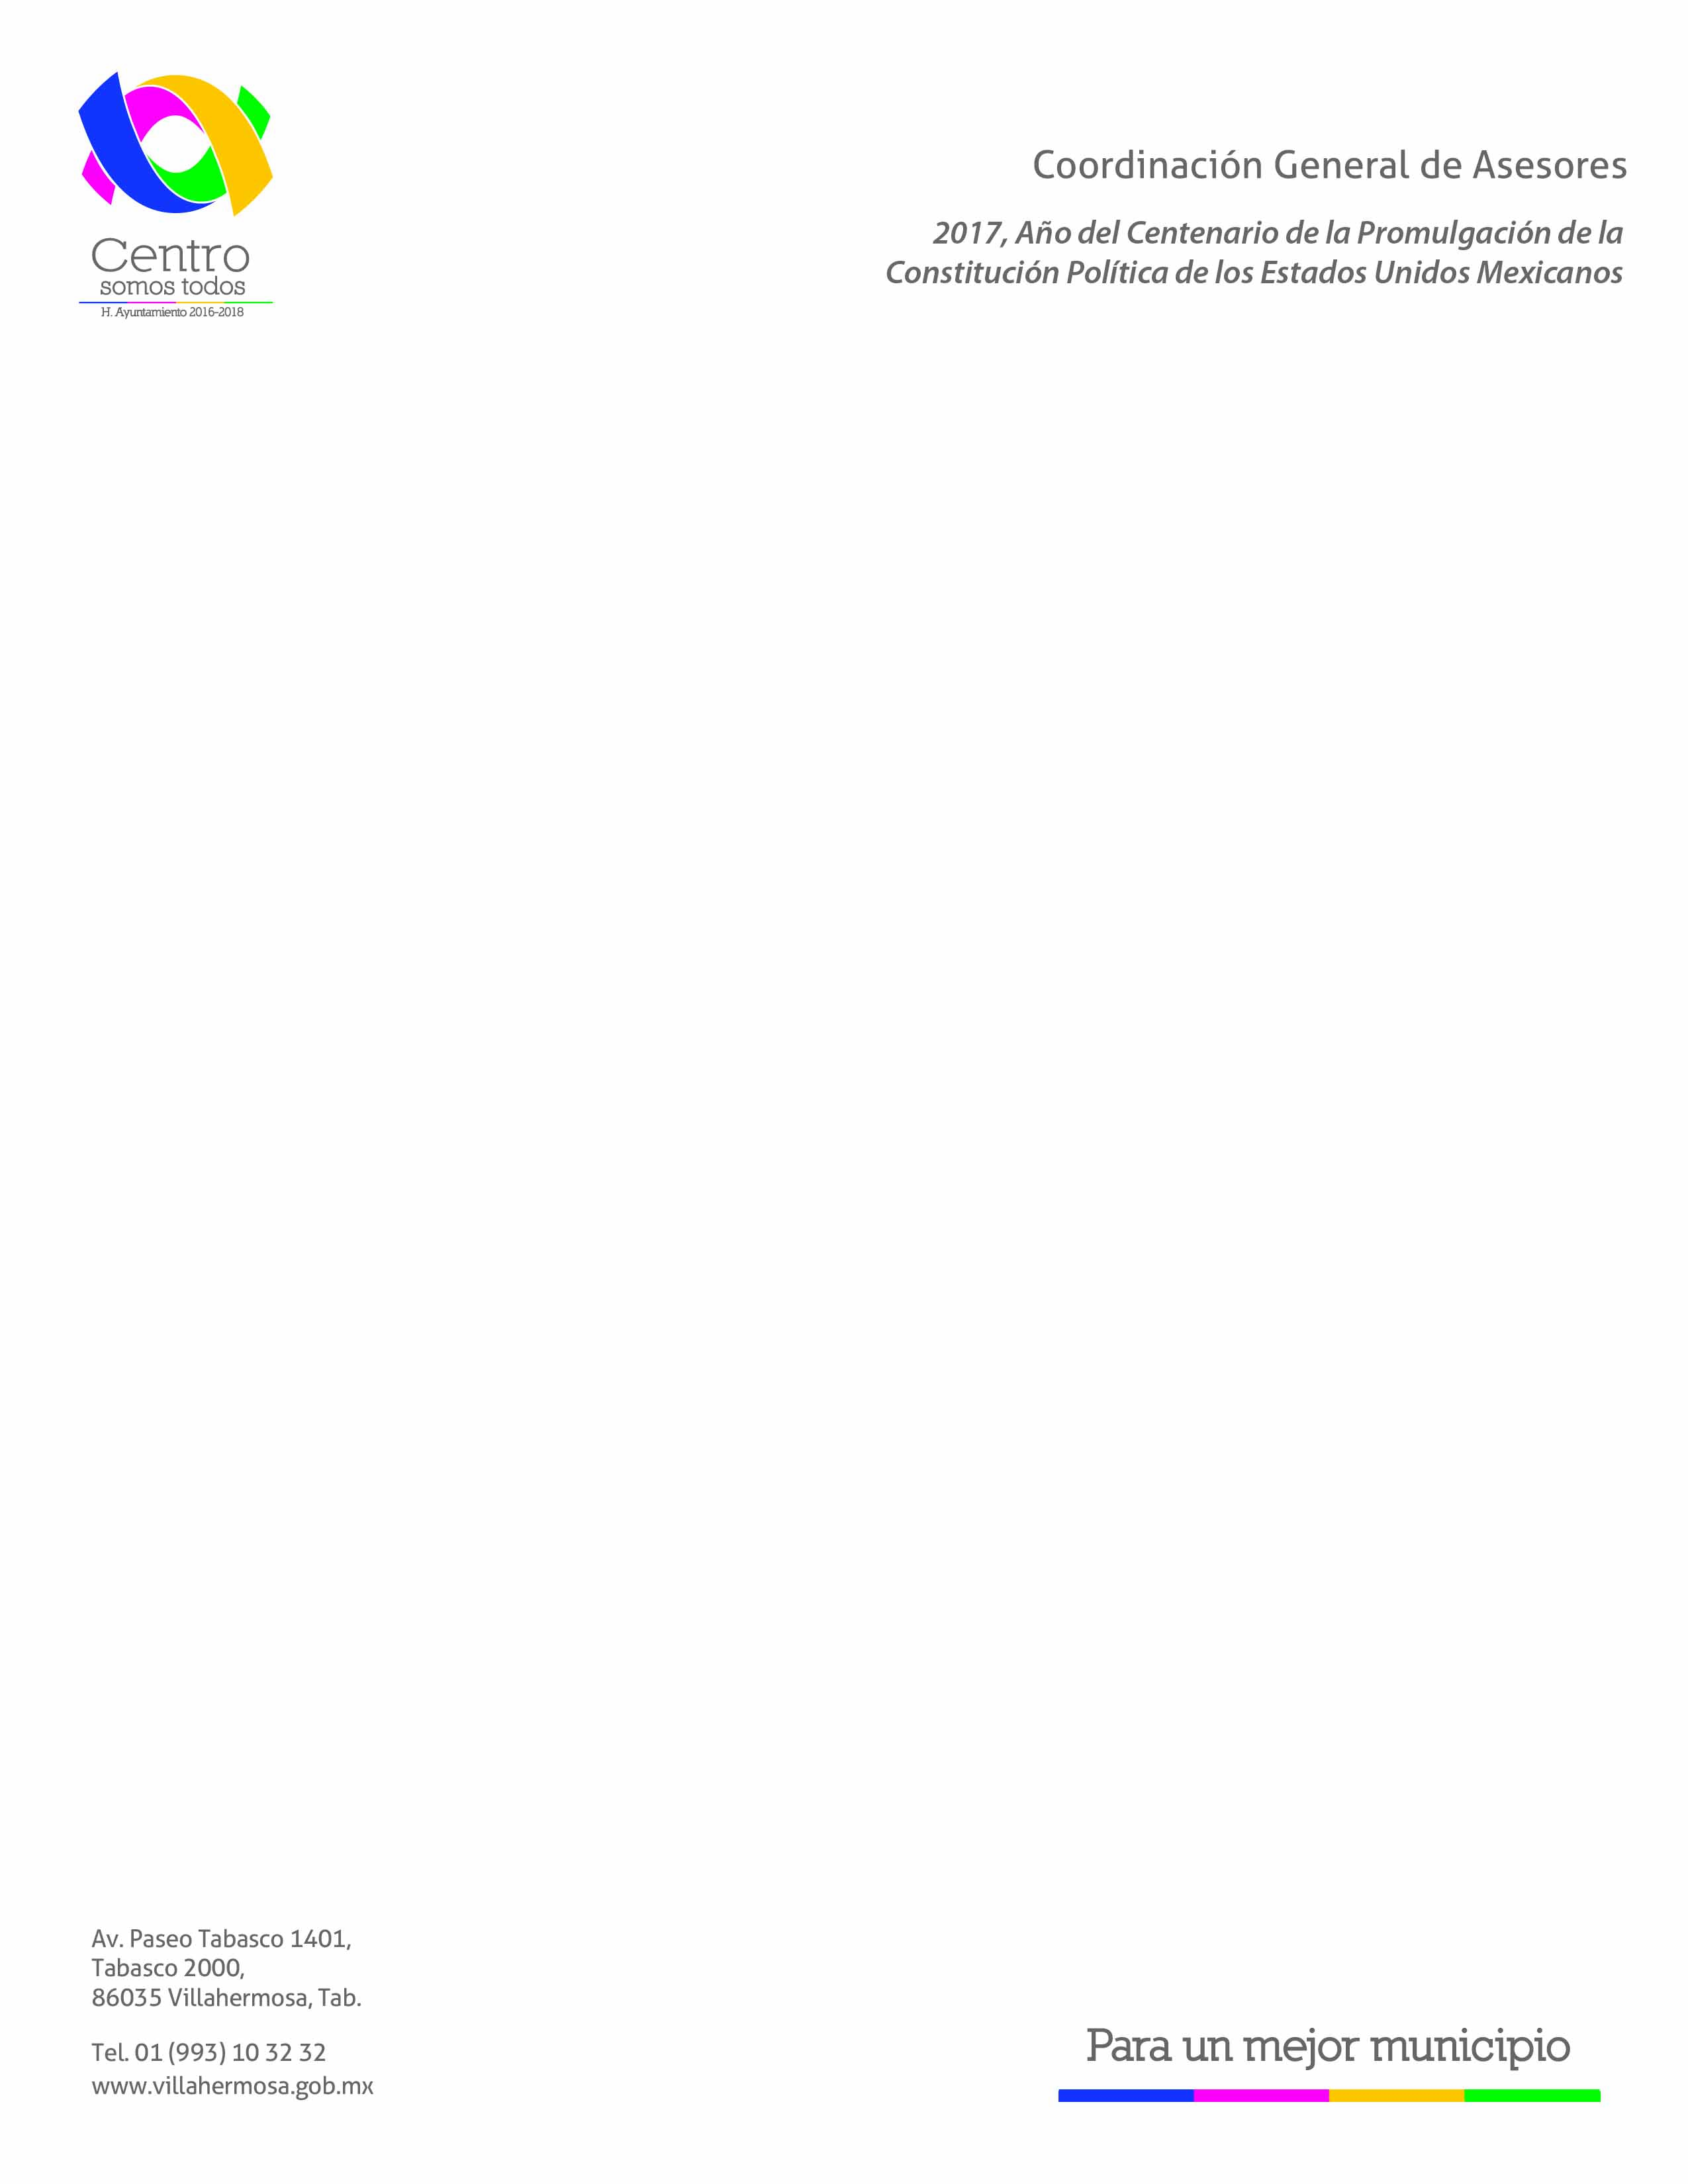 Centro
somos todos
H. Ayuntamiento 2016-2018
Coordinación General de Asesores
2017, Año del Centenario de la Promulgación de la
Constitución Política de los Estados Unidos Mexicanos
Av. Paseo Tabasco 1401,
Tabasco 2000,
86035 Villahermosa, Tab.
Tel. 01 (993) 10 32 32
www.villahermosa.gob.mx
Para un mejor municipio